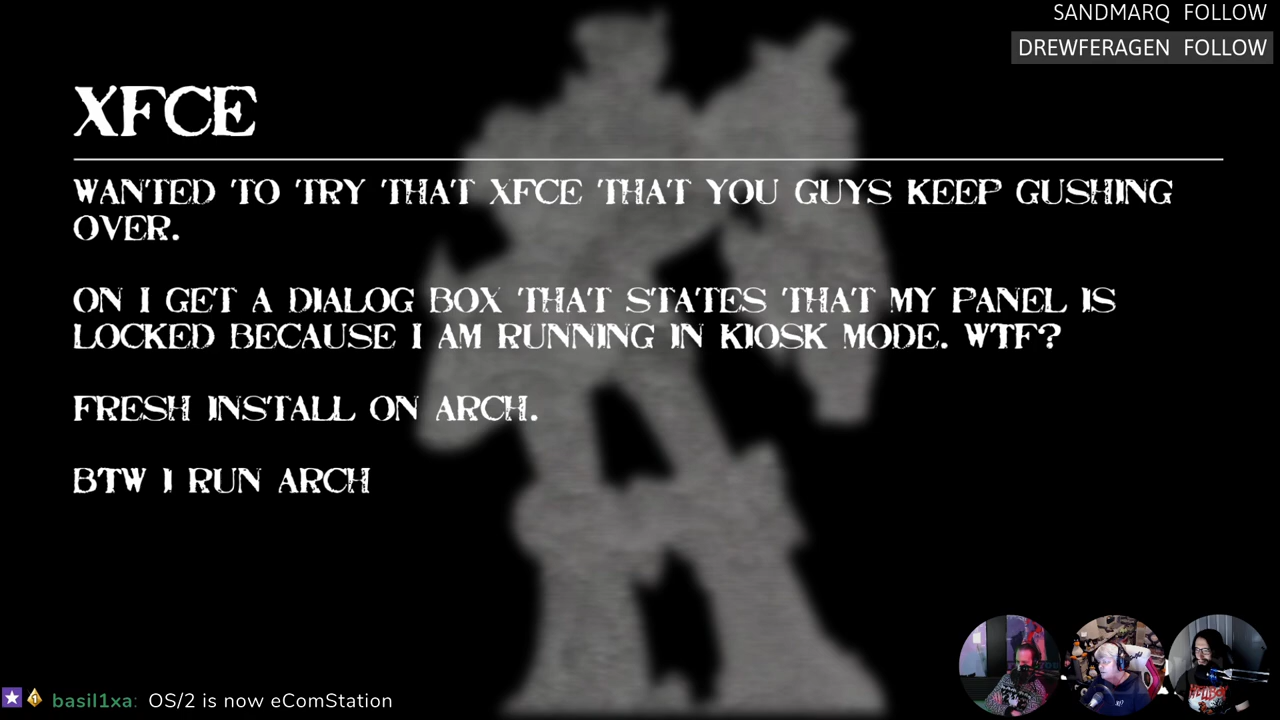 SANDMARQ FOLLOW
DREWFERAGEN FOLLOW
XFCE
WANTED TO TRY THAT XFCE THAT YOU GUYS KEEP GUSHING
OVER.
ON I GET A DIALOG BOX THAT STATES THAT MY PANEL IS
LOCKED BECAUSE I AM RUNNING IN KIOSK MODE. WTF?
FRESH INSTALL ON ARCH.
BTW I RUN ARCH
basil1xa: OS/2 is now eComStation